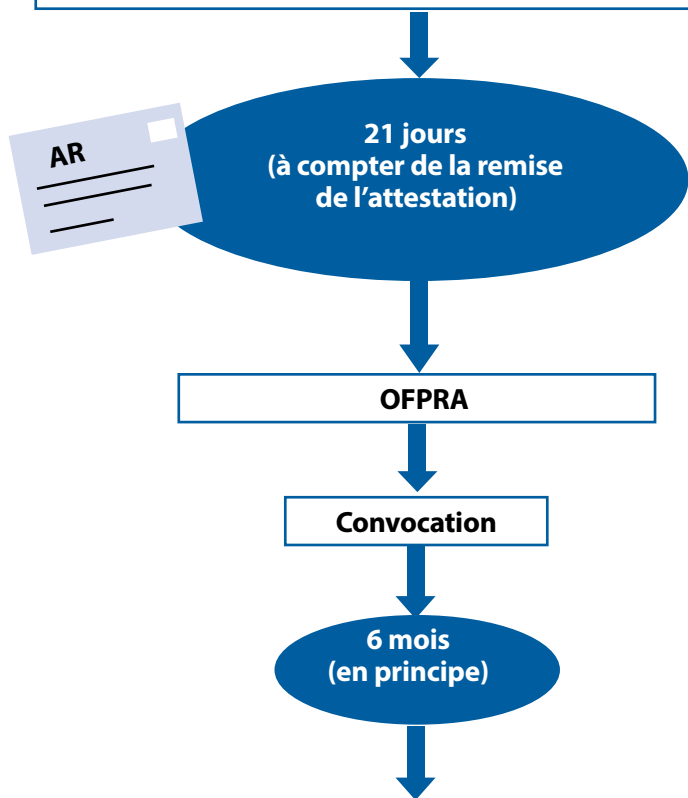 AR
21 jours
(à compter de la remise
de l’attestation)
OFPRA
Convocation
6 mois
(en principe)